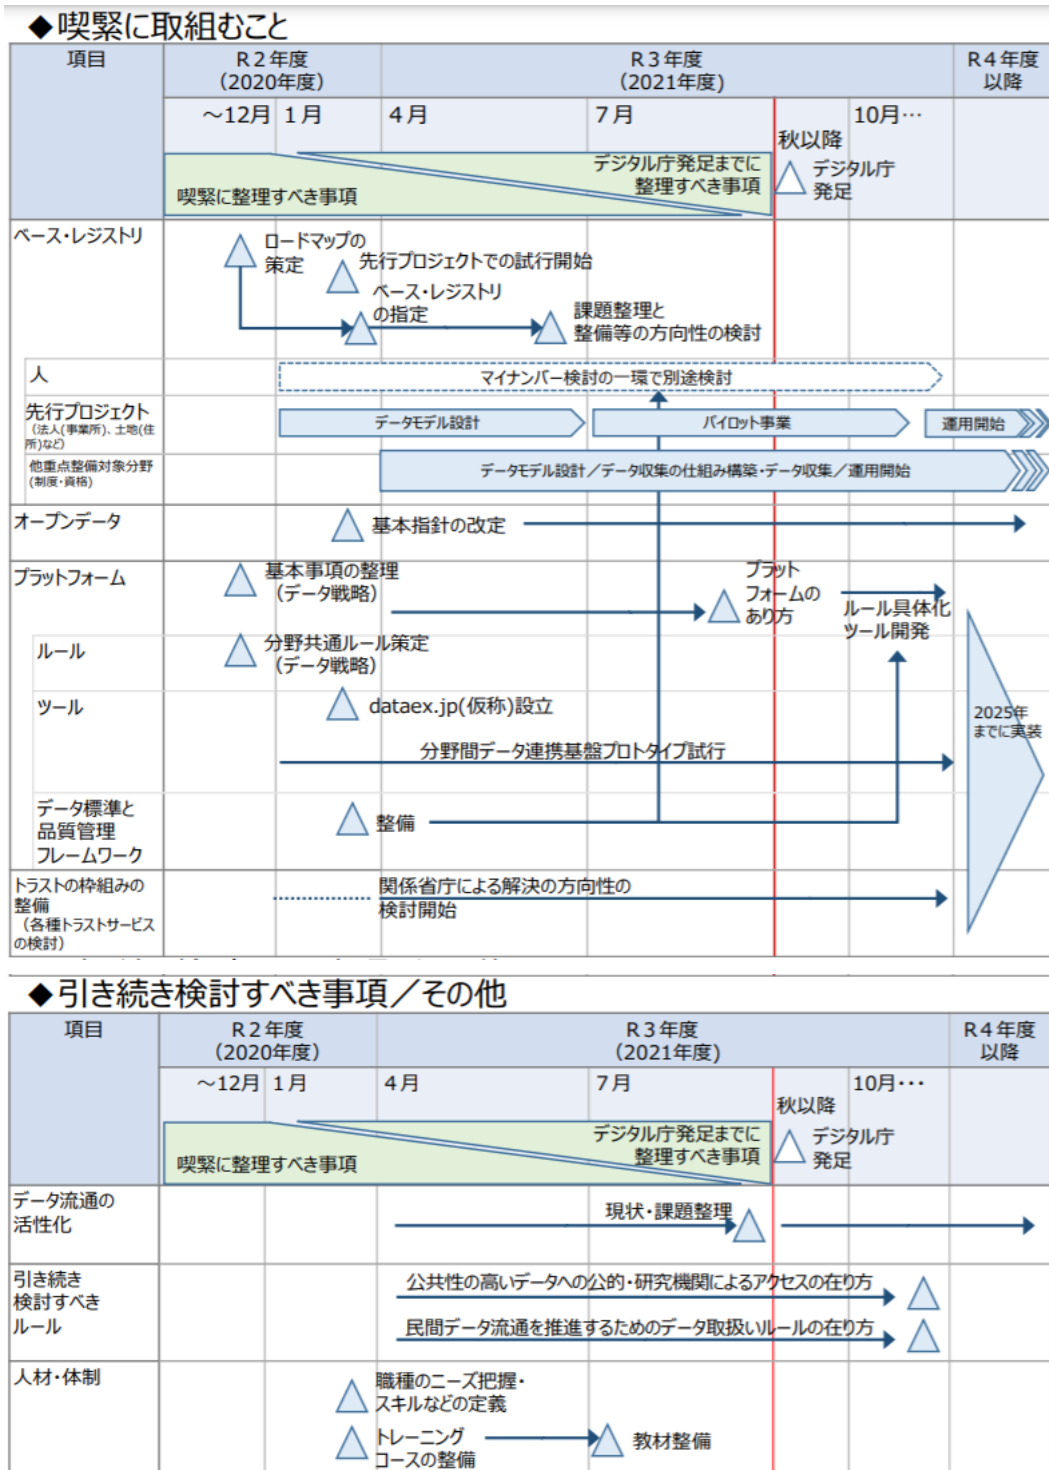 ◆喫緊に取組むこと
項目
R２年度
（2020年度）
R３年度
（2021年度）
R４年度
以降
～12月
１月
４月
７月
10月…
秋以降
デジタル庁
発足
喫緊に整理すべき事項
デジタル庁発足までに
整理すべき事項
ベース・レジストリ
ロードマップの
策定
先行プロジェクトでの試行開始
ベース・レジストリ
の指定
課題整理と
整備等の方向性の検討
人
マイナンバー検討の一環で別途検討
先行プロジェクト
（法人(事業所)、土地(住
所)など）
データモデル設計
パイロット事業
運用開始
他重点整備対象分野
(制度・資格)
データモデル設計／データ収集の仕組み構築・データ収集／運用開始
オープンデータ
基本指針の改定
プラットフォーム
基本事項の整理
（データ戦略）
プラット
フォームの
あり方
ルール具体化
ツール開発
ルール
分野共通ルール策定
（データ戦略）
ツール
dataex.jp(仮称)設立
分野間データ連携基盤プロトタイプ試行
2025年
までに実装
データ標準と
品質管理
フレームワーク
整備
トラストの枠組みの
整備
（各種トラストサービス
の検討）
関係省庁による解決の方向性の
検討開始
◆引き続き検討すべき事項／その他
項目
R２年度
（2020年度）
R３年度
（2021年度）
R４年度
以降
～12月
１月
４月
７月
10月・・・
秋以降
デジタル庁
発足
喫緊に整理すべき事項
デジタル庁発足までに
整理すべき事項
データ流通の
活性化
現状・課題整理
引き続き
検討すべき
ルール
公共性の高いデータへの公的・研究機関によるアクセスの在り方
民間データ流通を推進するためのデータ取扱いルールの在り方
人材・体制
職種のニーズ把握・
スキルなどの定義
トレーニング
コースの整備
教材整備